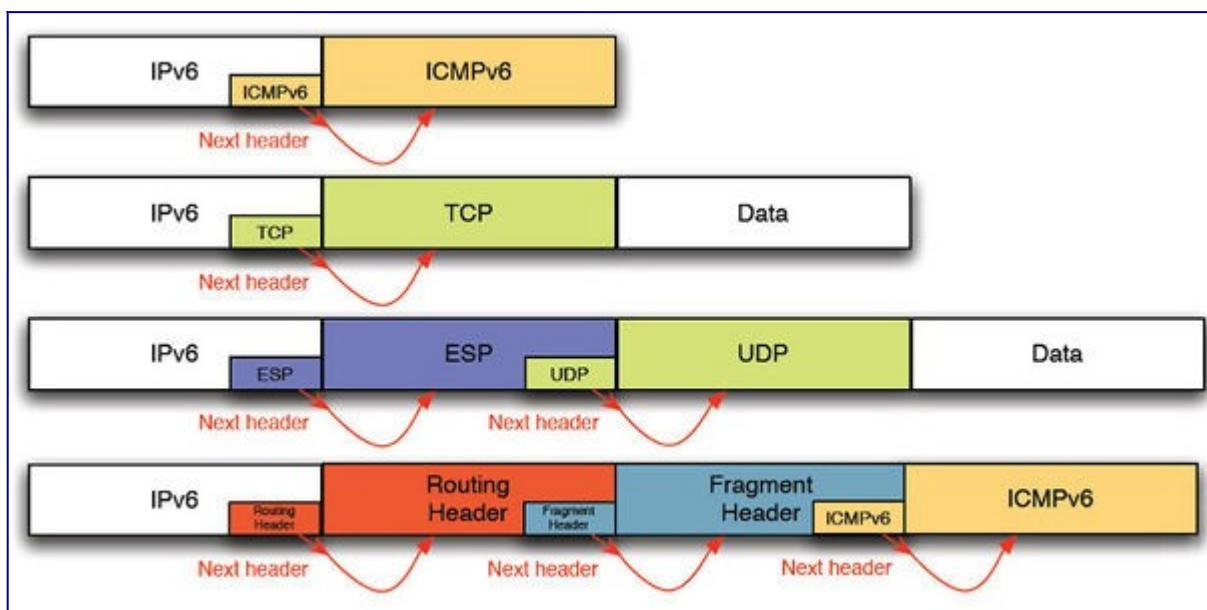 IPv6
ICMPv6
ICMPv6
Next header
IPv6
TCP
TCP
Data
Next header
IPv6
ESP
ESP
UDP
UDP
Data
Next header
Next header
IPv6
Routing
Header
Routing
Header
Fragment
Header
Fragment
Header
ICMPv6
ICMPv6
Next header
Next header
Next header